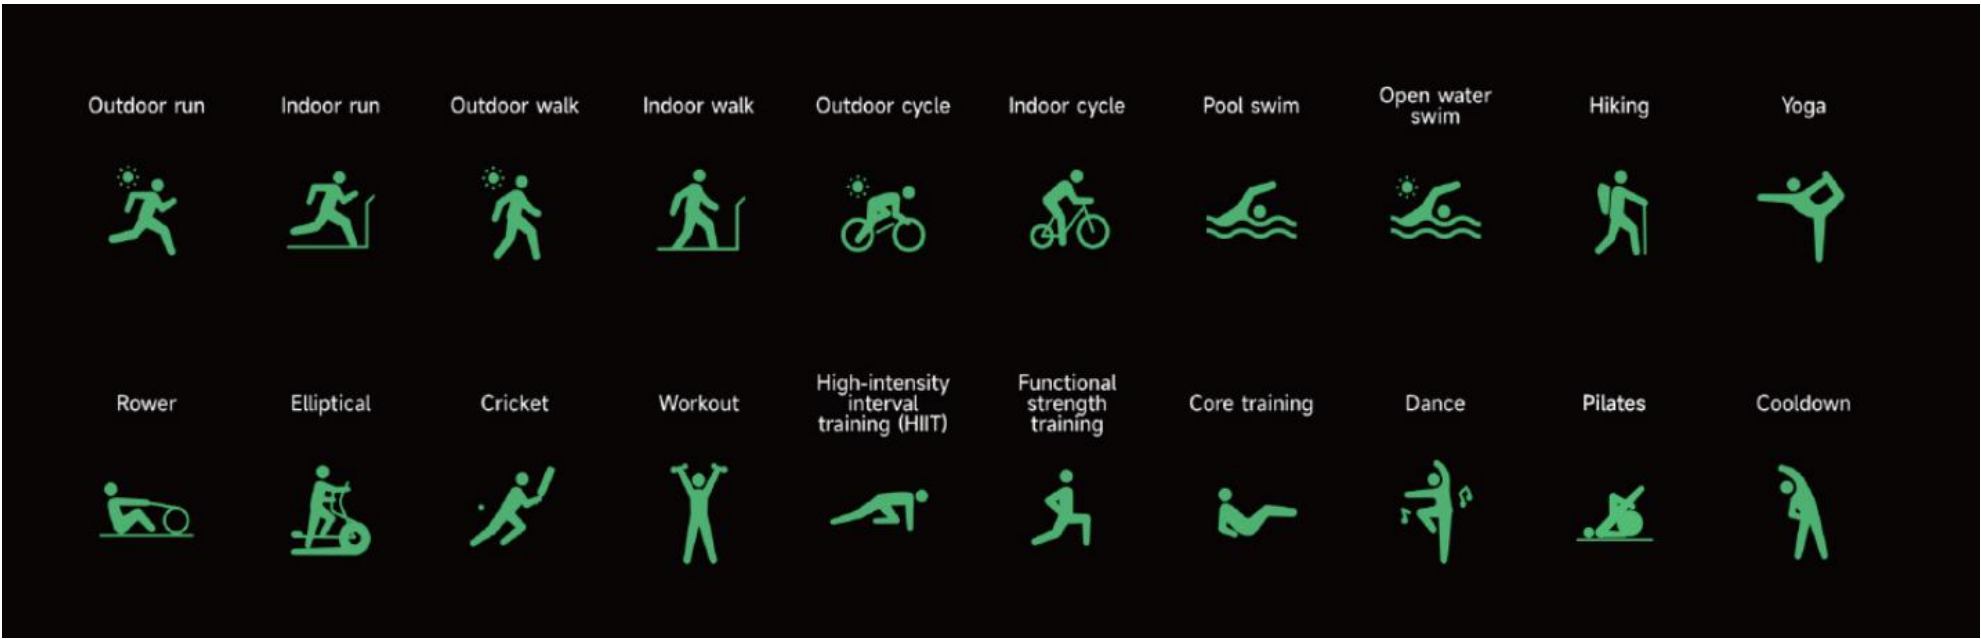 Outdoor run
Indoor run
Outdoor walk
Indoor walk
Outdoor cycle
Indoor cycle
Pool swim
Open water
swim
Hiking
Yoga
Rower
Elliptical
Cricket
Workout
High-intensity
interval
training (HIIT)
Functional
strength
training
Core training
Dance
Pilates
Cooldown